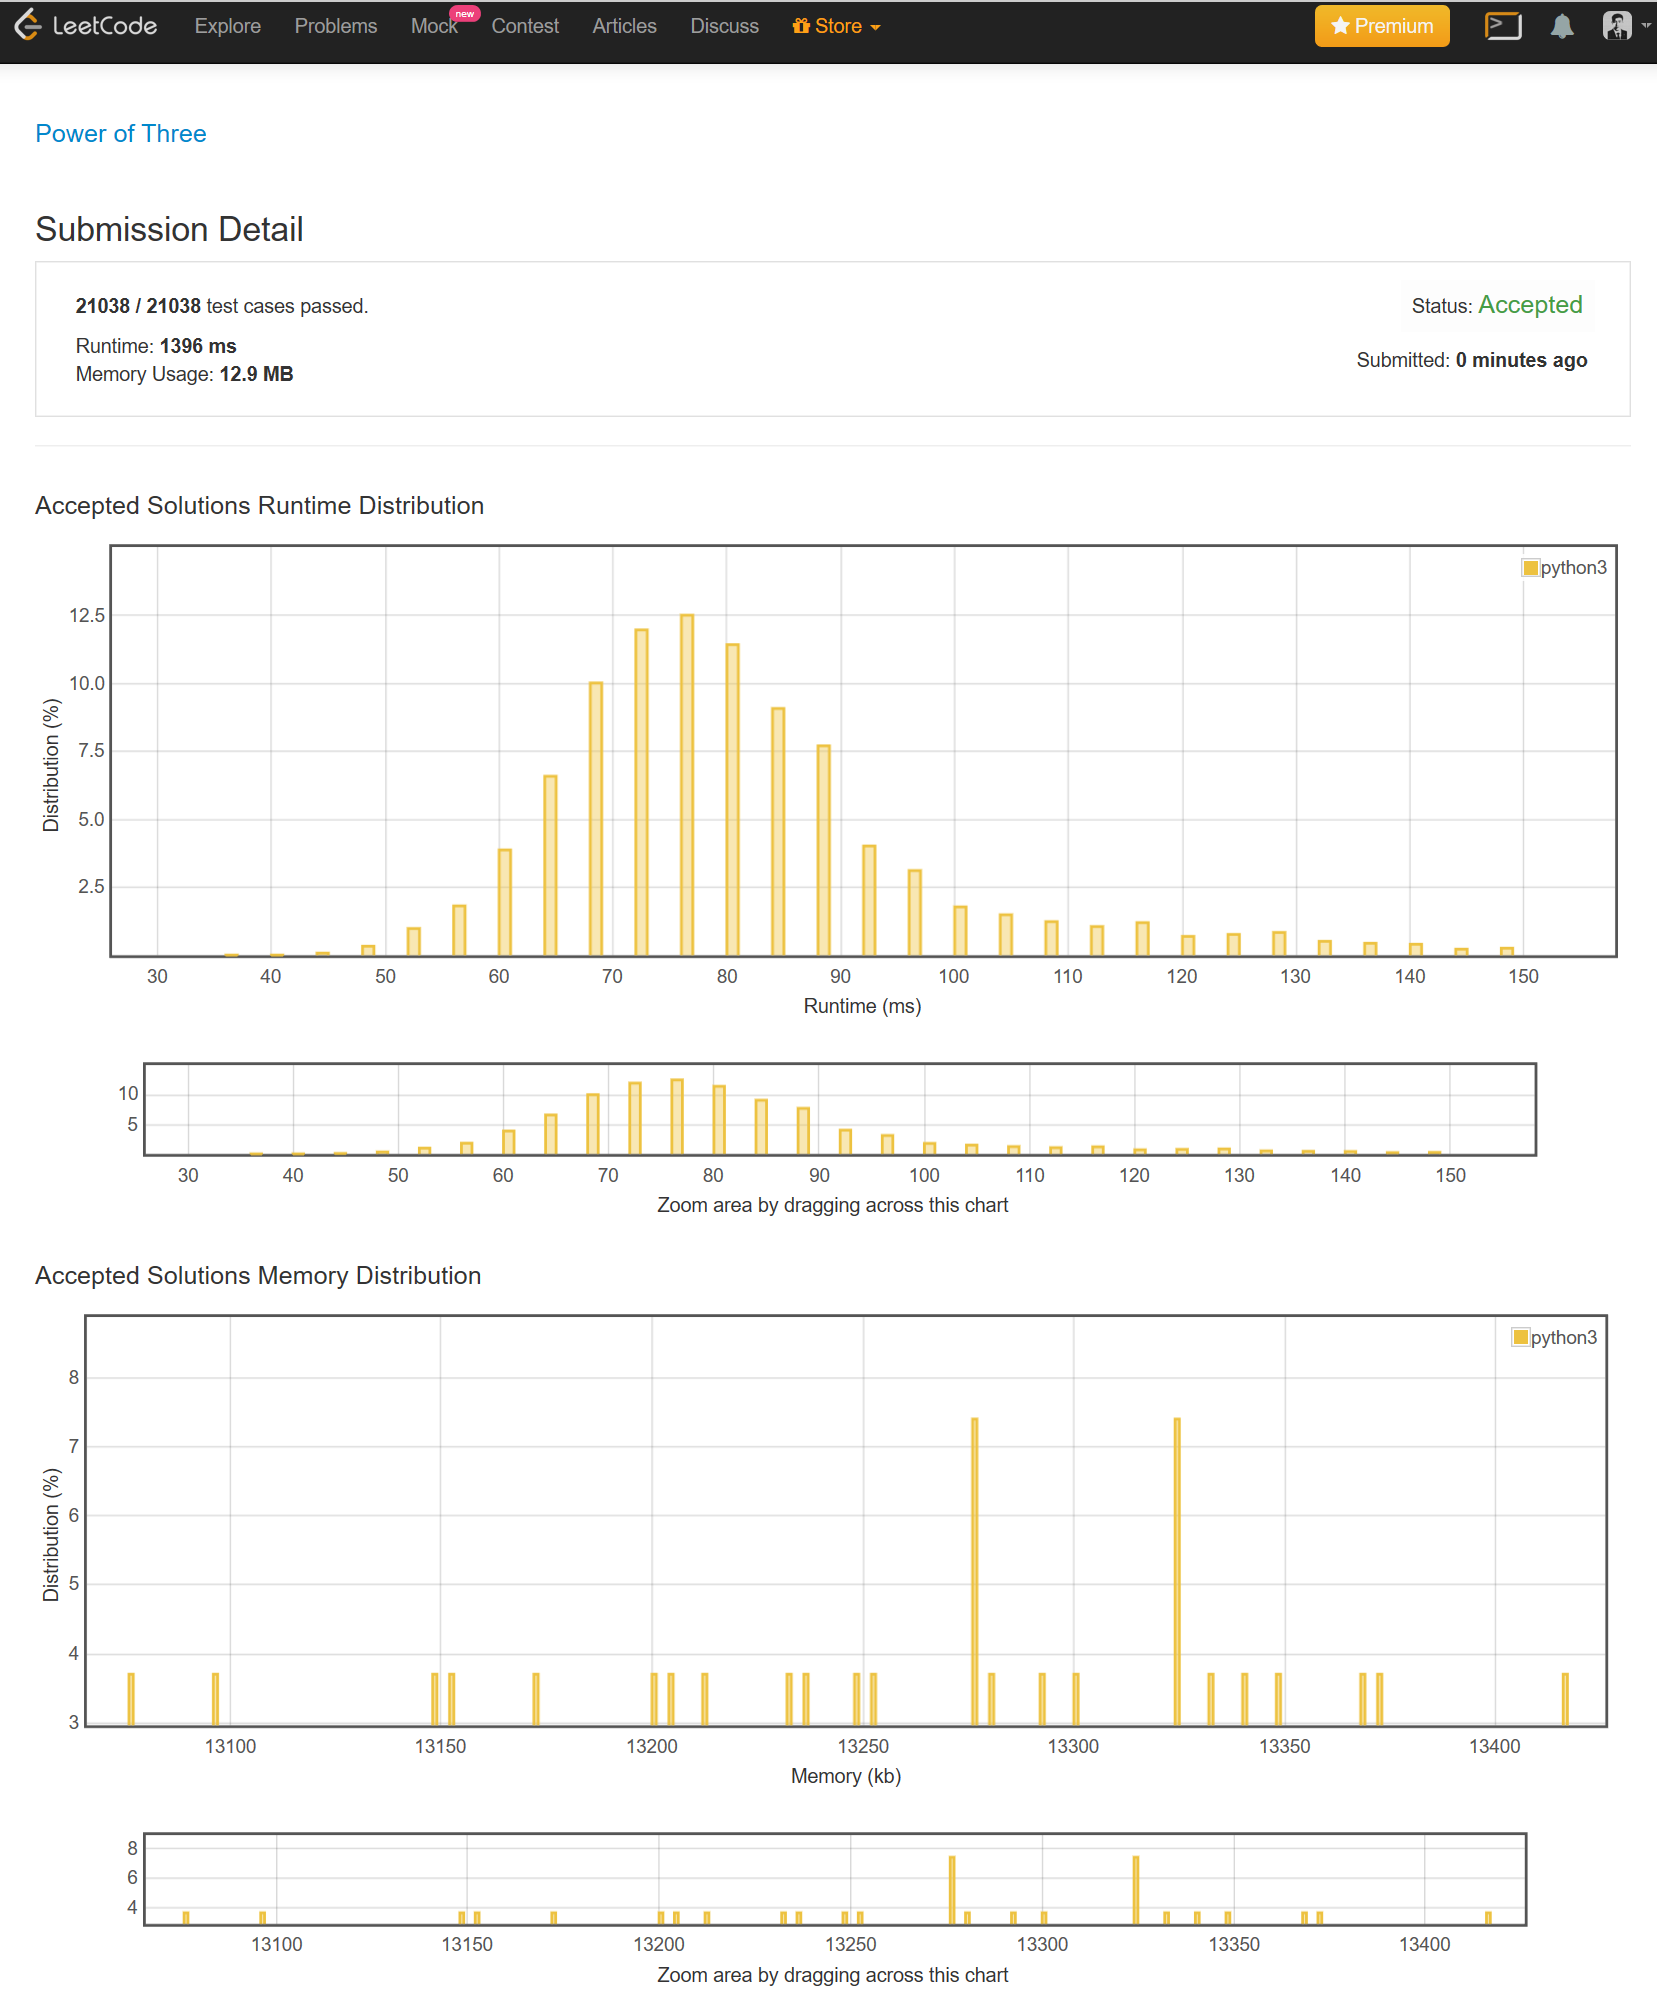 LeetCode Explore Problems Mock new Contest Articles Discuss Store Premium
Power of Three
Submission Detail
21038 / 21038 test cases passed.
Status: Accepted
Runtime: 1396 ms
Submitted: 0 minutes ago
Memory Usage: 12.9 MB
Accepted Solutions Runtime Distribution
python3
12.5
10.0
7.5
5.0
2.5
Distribution (%)
30 40 50 60 70 80 90 100 110 120 130 140 150
Runtime (ms)
10
5
30 40 50 60 70 80 90 100 110 120 130 140 150
Zoom area by dragging across this chart
Accepted Solutions Memory Distribution
python3
8
7
6
5
4
3
Distribution (%)
13100 13150 13200 13250 13300 13350 13400
Memory (kb)
8
6
4
13100 13150 13200 13250 13300 13350 13400
Zoom area by dragging across this chart